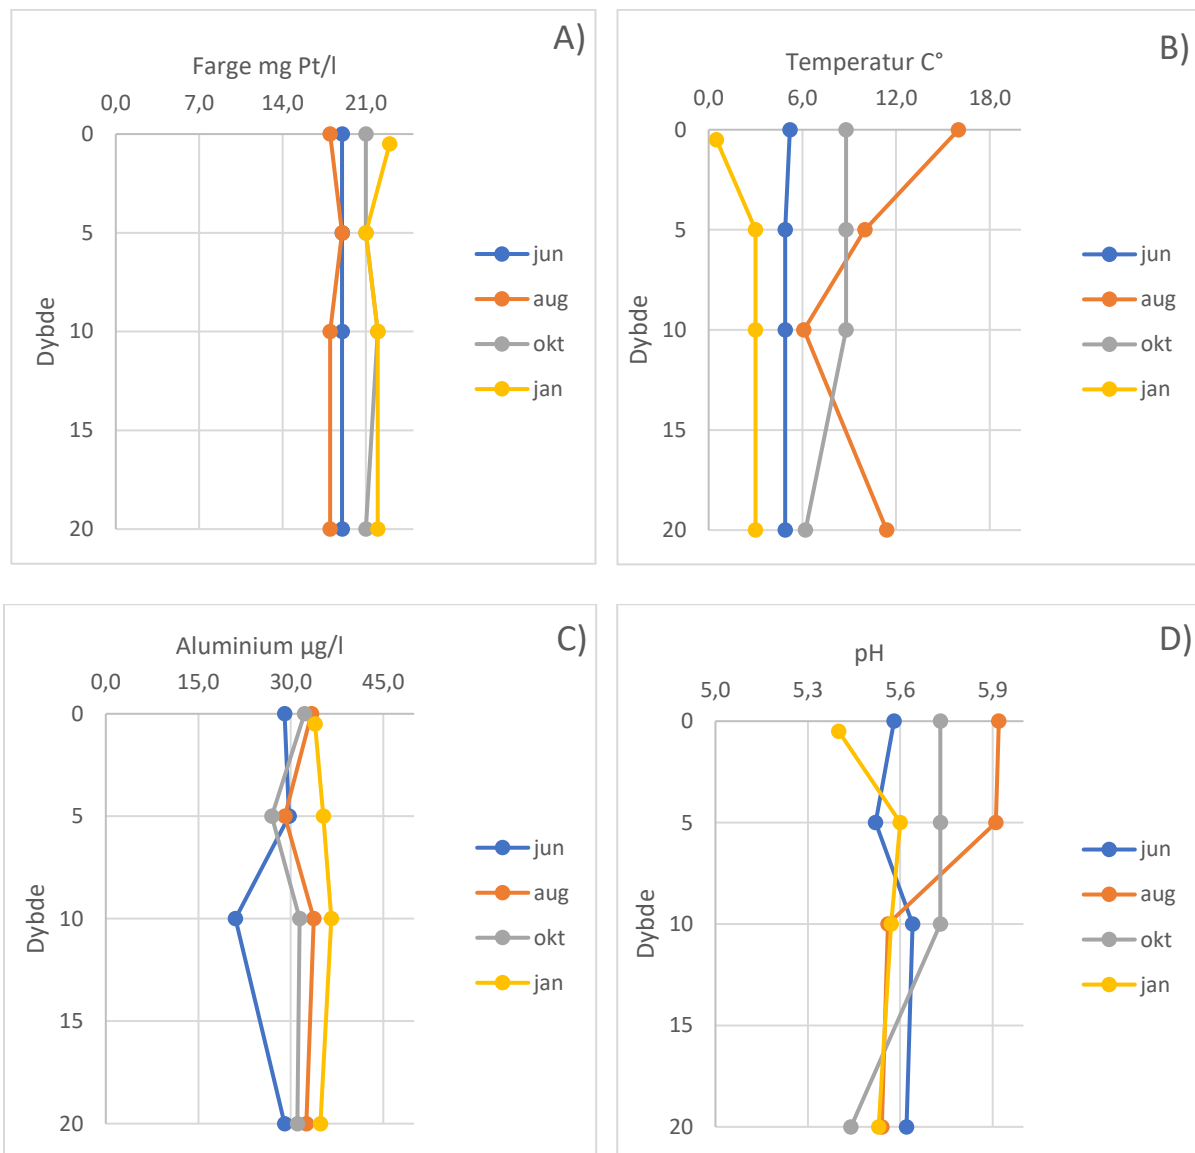 A)
Farge mg Pt/l
0,0 7,0 14,0 21,0
0
5
10
15
20
Dybde
jun
aug
okt
jan
B)
Temperatur C°
0,0 6,0 12,0 18,0
0
5
10
15
20
Dybde
jun
aug
okt
jan
C)
Aluminium µg/l
0,0 15,0 30,0 45,0
0
5
10
15
20
Dybde
jun
aug
okt
jan
D)
pH
5,0 5,3 5,6 5,9
0
5
10
15
20
Dybde
jun
aug
okt
jan